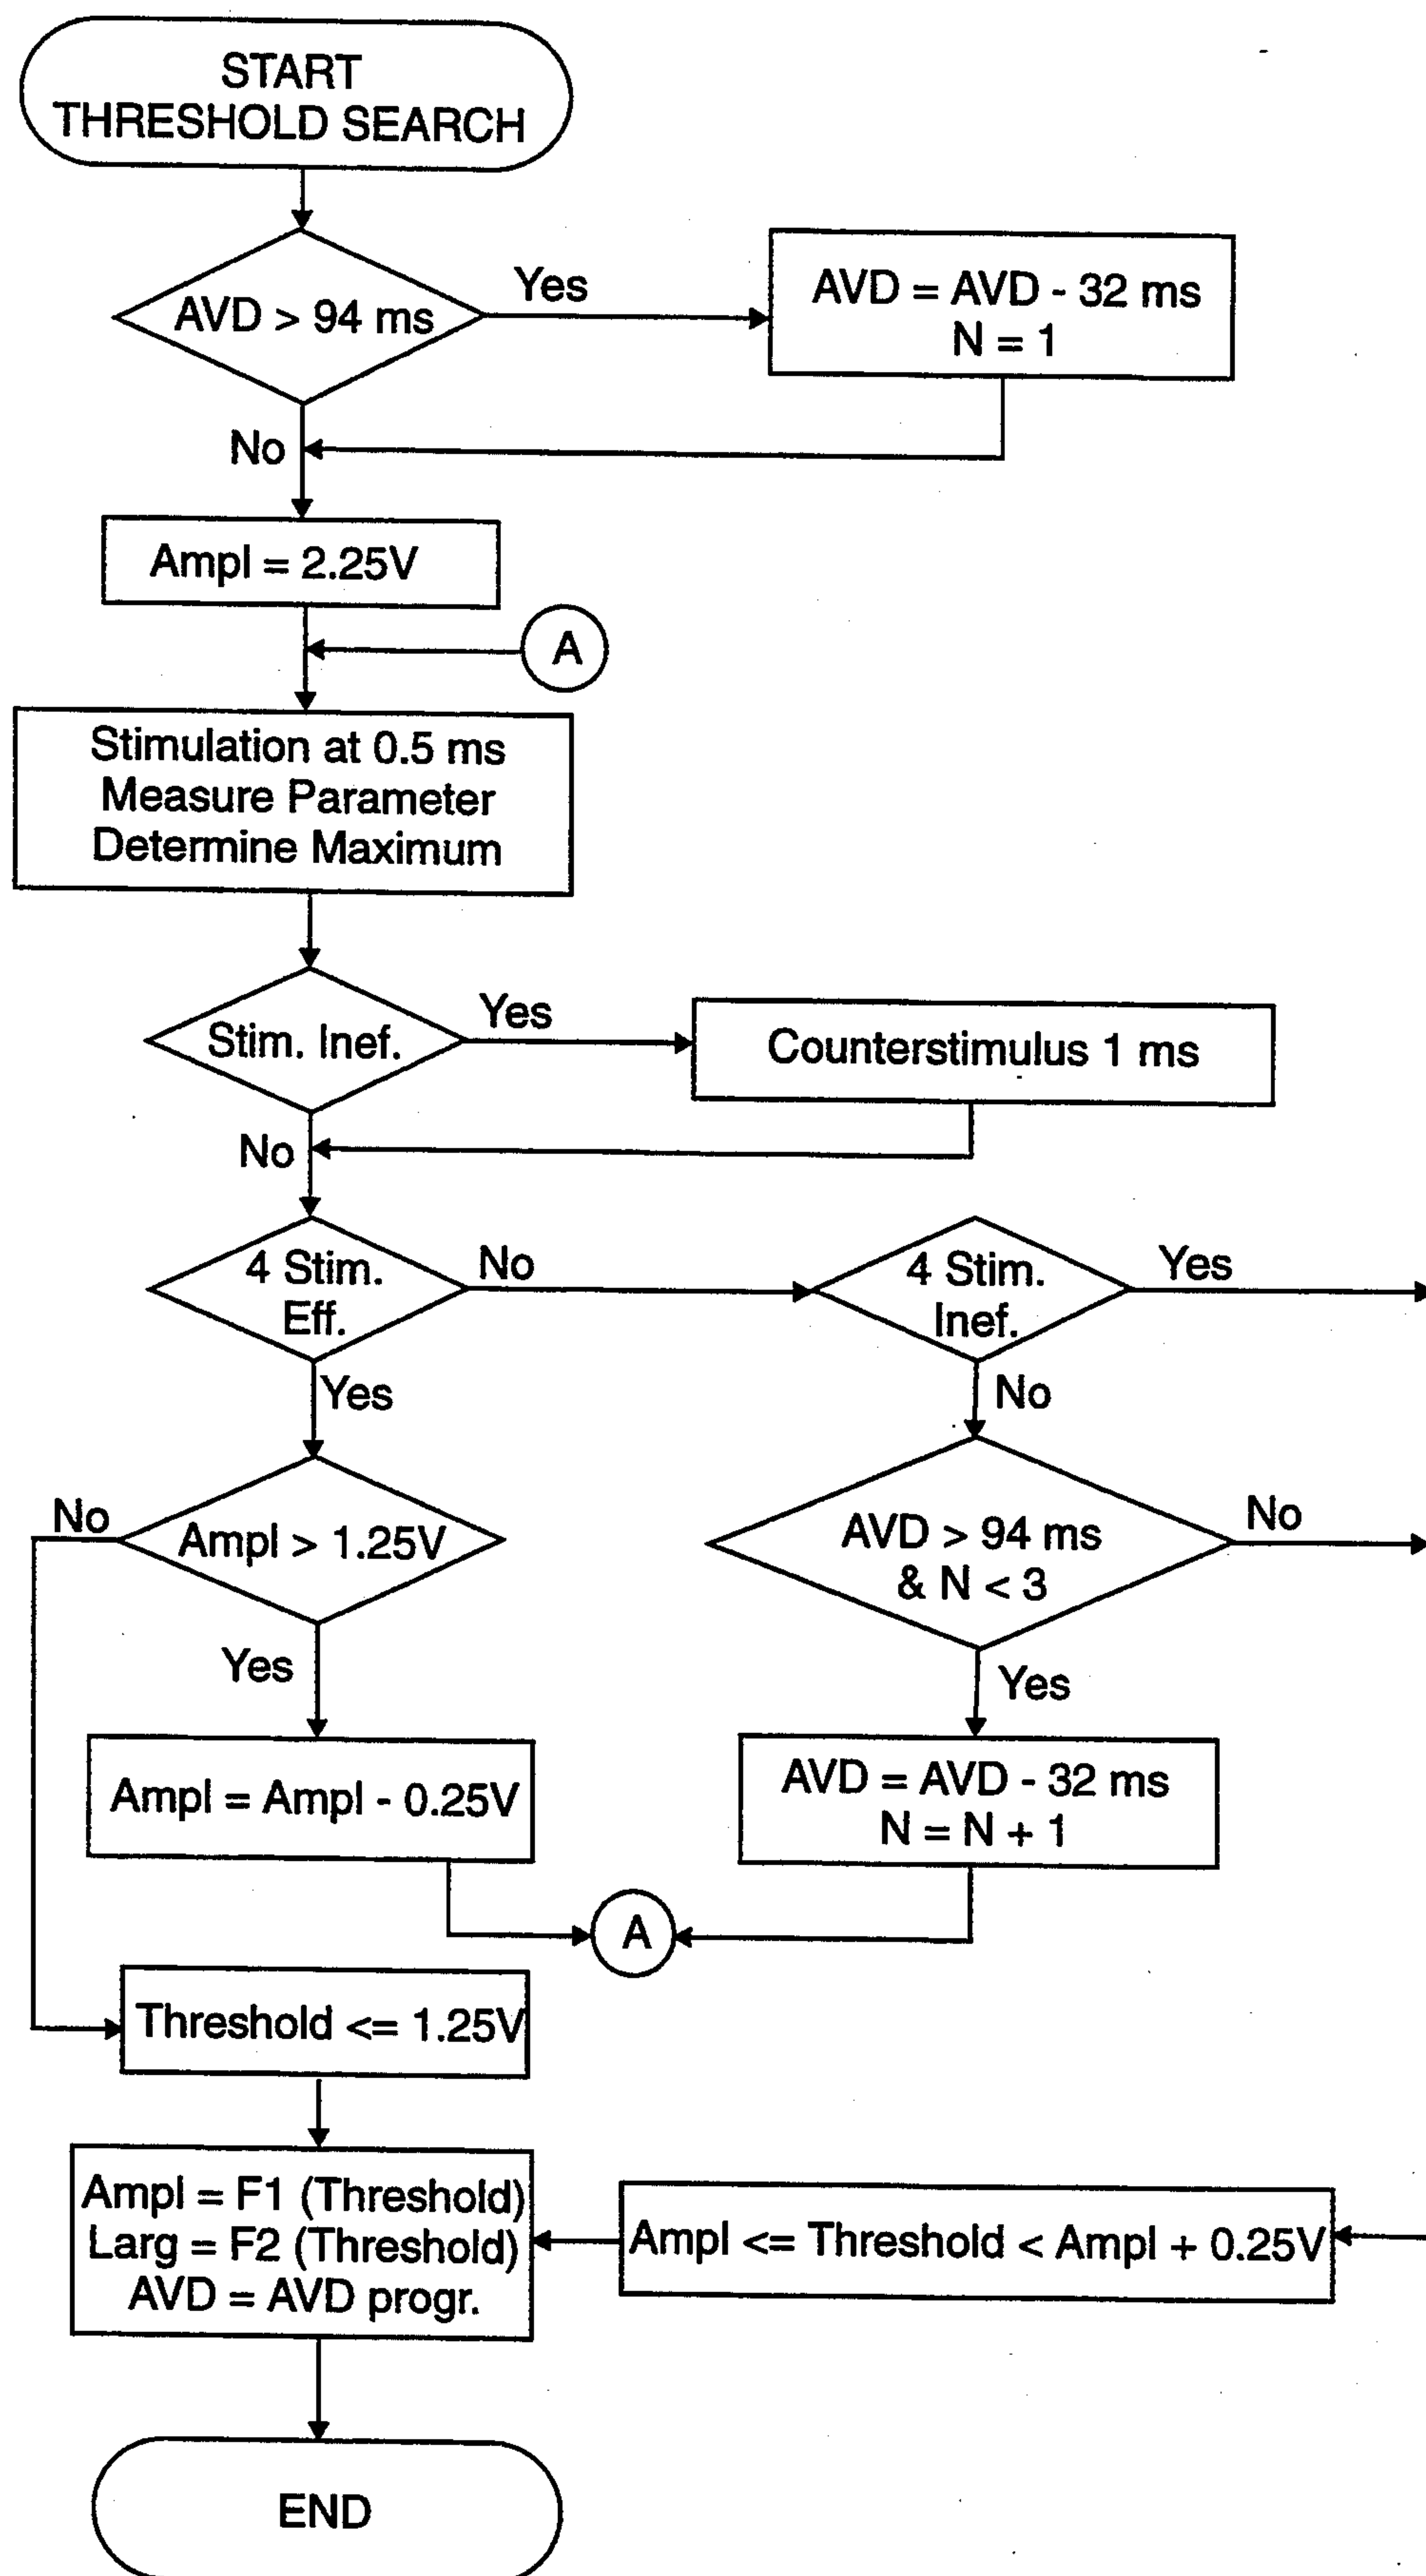 START
THRESHOLD SEARCH
AVD > 94 ms
Yes
AVD = AVD - 32 ms
N = 1
No
Ampl = 2.25V
A
Stimulation at 0.5 ms
Measure Parameter
Determine Maximum
Stim. Inef.
Yes
Counterstimulus 1 ms
No
4 Stim.
Eff.
No
4 Stim.
Inef.
Yes
Yes
No
No
Ampl > 1.25V
AVD > 94 ms
& N < 3
No
Yes
Yes
Ampl = Ampl - 0.25V
AVD = AVD - 32 ms
N = N + 1
A
Threshold <= 1.25V
Ampl = F1 (Threshold)
Larg = F2 (Threshold)
AVD = AVD progr.
Ampl <= Threshold < Ampl + 0.25V
END